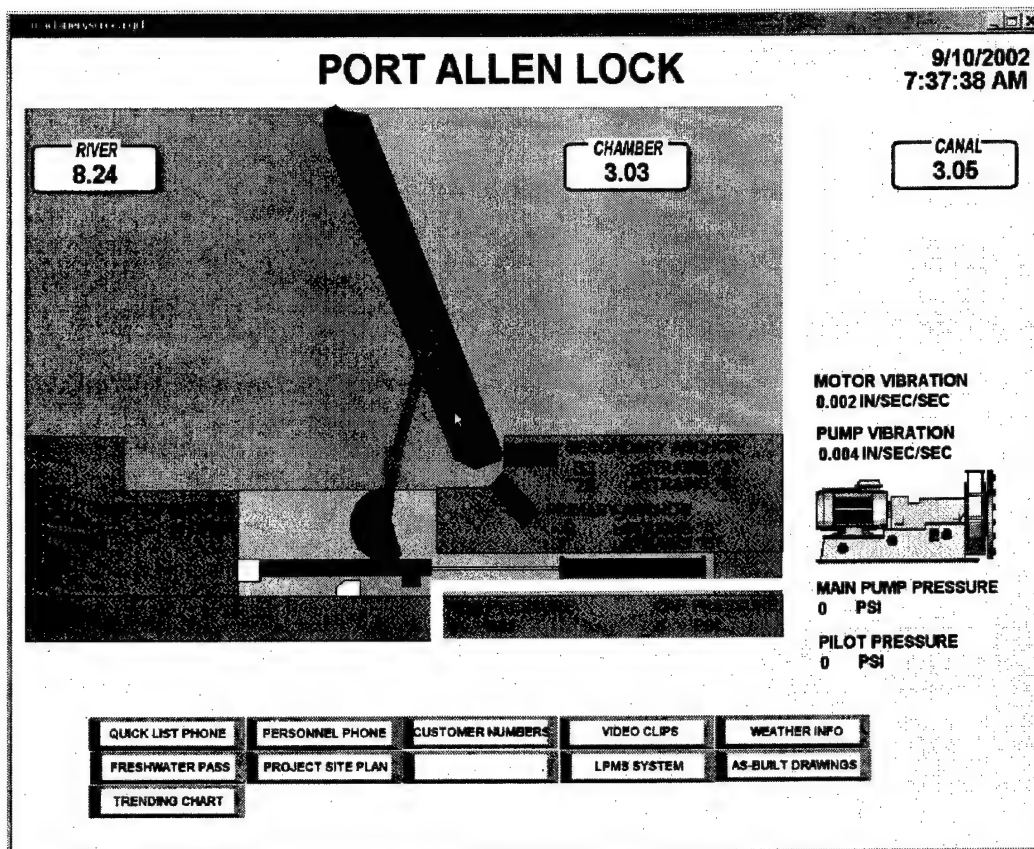 PORT ALLEN LOCK
9/10/2002
7:37:38 AM
RIVER
8.24
CHAMBER
3.03
CANAL
3.05
MOTOR VIBRATION
0.002 IN/SEC/SEC
PUMP VIBRATION
0.004 IN/SEC/SEC
MAIN PUMP PRESSURE
0 PSI
PILOT PRESSURE
0 PSI
QUICK LIST PHONE
PERSONNEL PHONE
CUSTOMER NUMBERS
VIDEO CLIPS
WEATHER INFO
FRESHWATER PASS
PROJECT SITE PLAN
LPMS SYSTEM
AS-BUILT DRAWINGS
TRENDING CHART